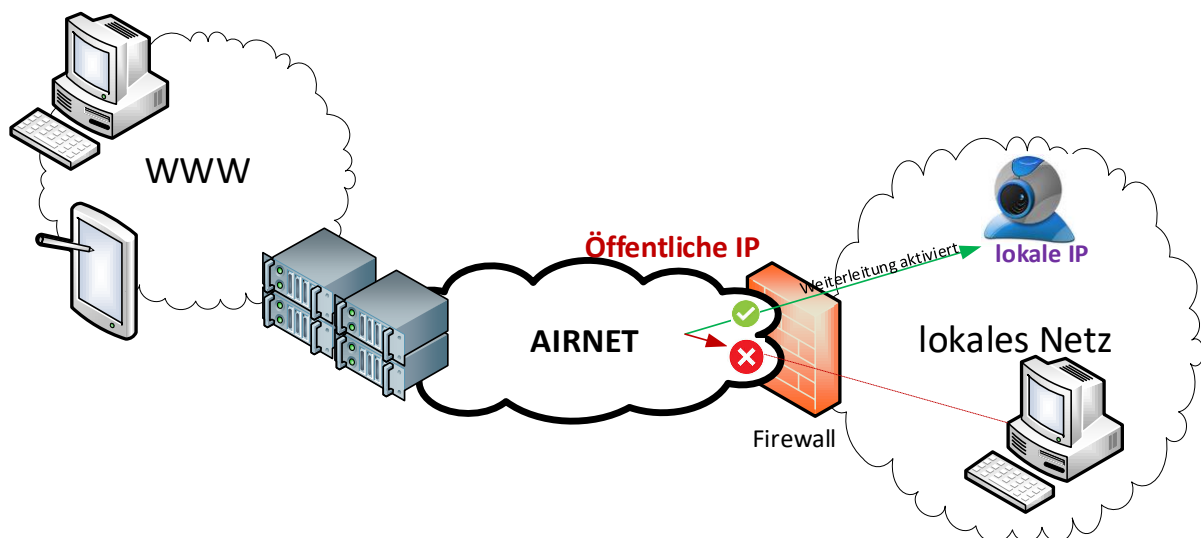 WWW
Öffentliche IP
Weiterleitung aktiviert
lokale IP
AIRNET
lokales Netz
Firewall